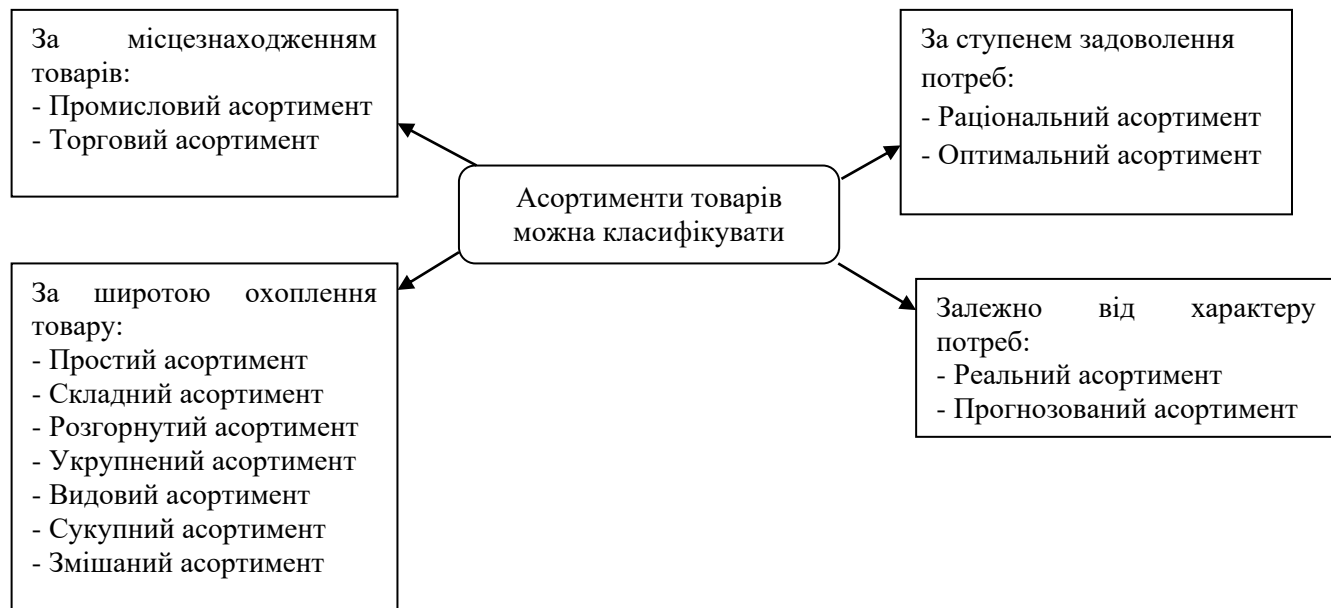 За місцезнаходженням
товарів:
- Промисловий асортимент
- Торговий асортимент
За ступенем задоволення
потреб:
- Раціональний асортимент
- Оптимальний асортимент
Асортименти товарів
можна класифікувати
За широтою охоплення
товару:
- Простий асортимент
- Складний асортимент
- Розгорнутий асортимент
- Укрупнений асортимент
- Видовий асортимент
- Сукупний асортимент
- Змішаний асортимент
Залежно від характеру
потреб:
- Реальний асортимент
- Прогнозований асортимент